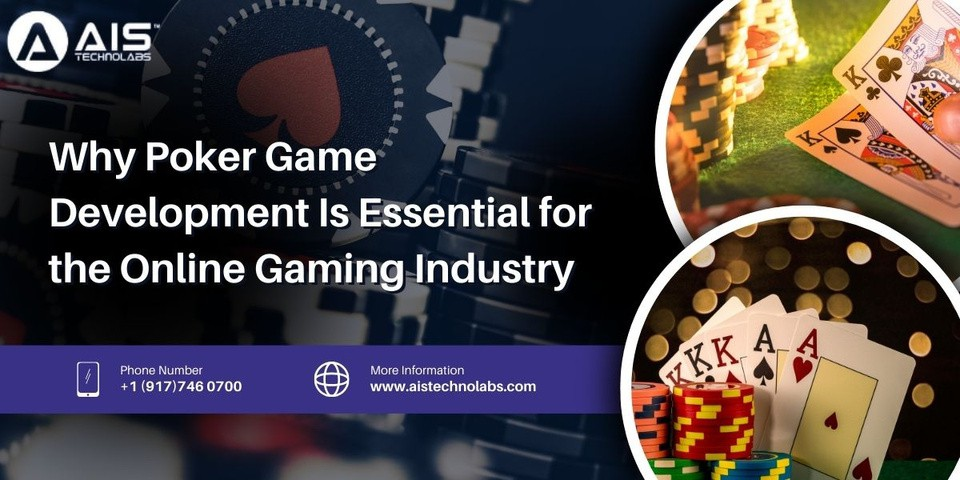 AIS™
TECHNOLABS
Why Poker Game
Development Is Essential for
the Online Gaming Industry
Phone Number
+1 (917)746 0700
More Information
www.aistechnolabs.com
K
K
K
K
K
A
A